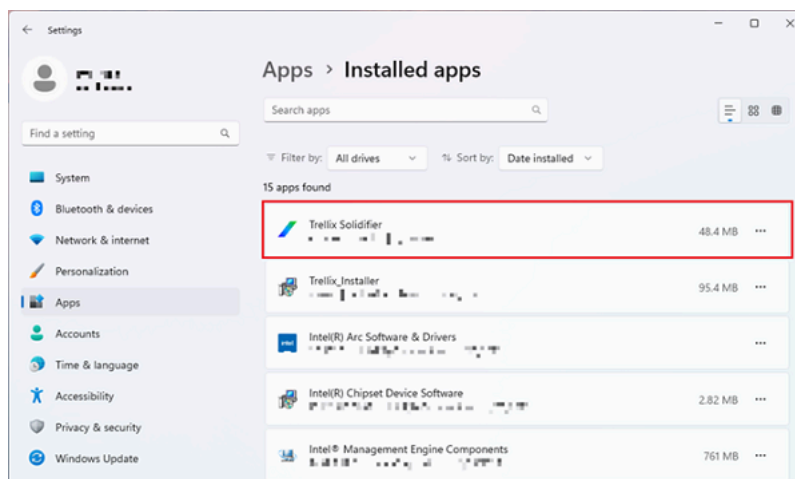 Settings
Apps > Installed apps
Search apps
Find a setting
Filter by: All drives
Sort by: Date installed
15 apps found
System
Bluetooth & devices
Network & internet
Personalization
Apps
Accounts
Time & language
Accessibility
Privacy & security
Windows Update
Trellix Solidifier
48.4 MB
Trellix_Installer
95.4 MB
Intel(R) Arc Software & Drivers
Intel(R) Chipset Device Software
2.82 MB
Intel® Management Engine Components
761 MB